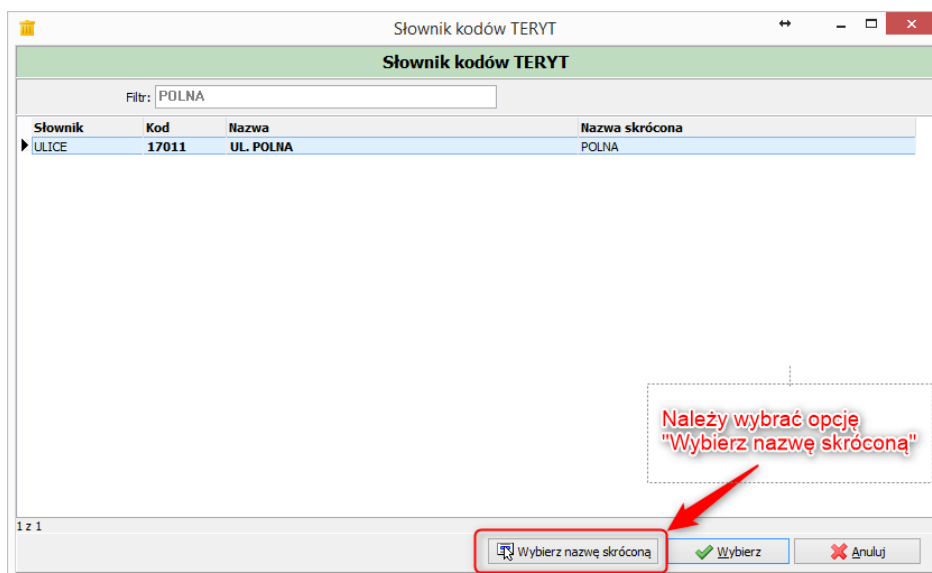 Słownik kodów TERYT
Słownik kodów TERYT
Filtr: POLNA
Słownik Kod Nazwa Nazwa skrócona
ULICE 17011 UL. POLNA POLNA
Należy wybrać opcję
"Wybierz nazwę skróconą"
1 z 1
Wybierz nazwę skróconą Wybierz Anuluj